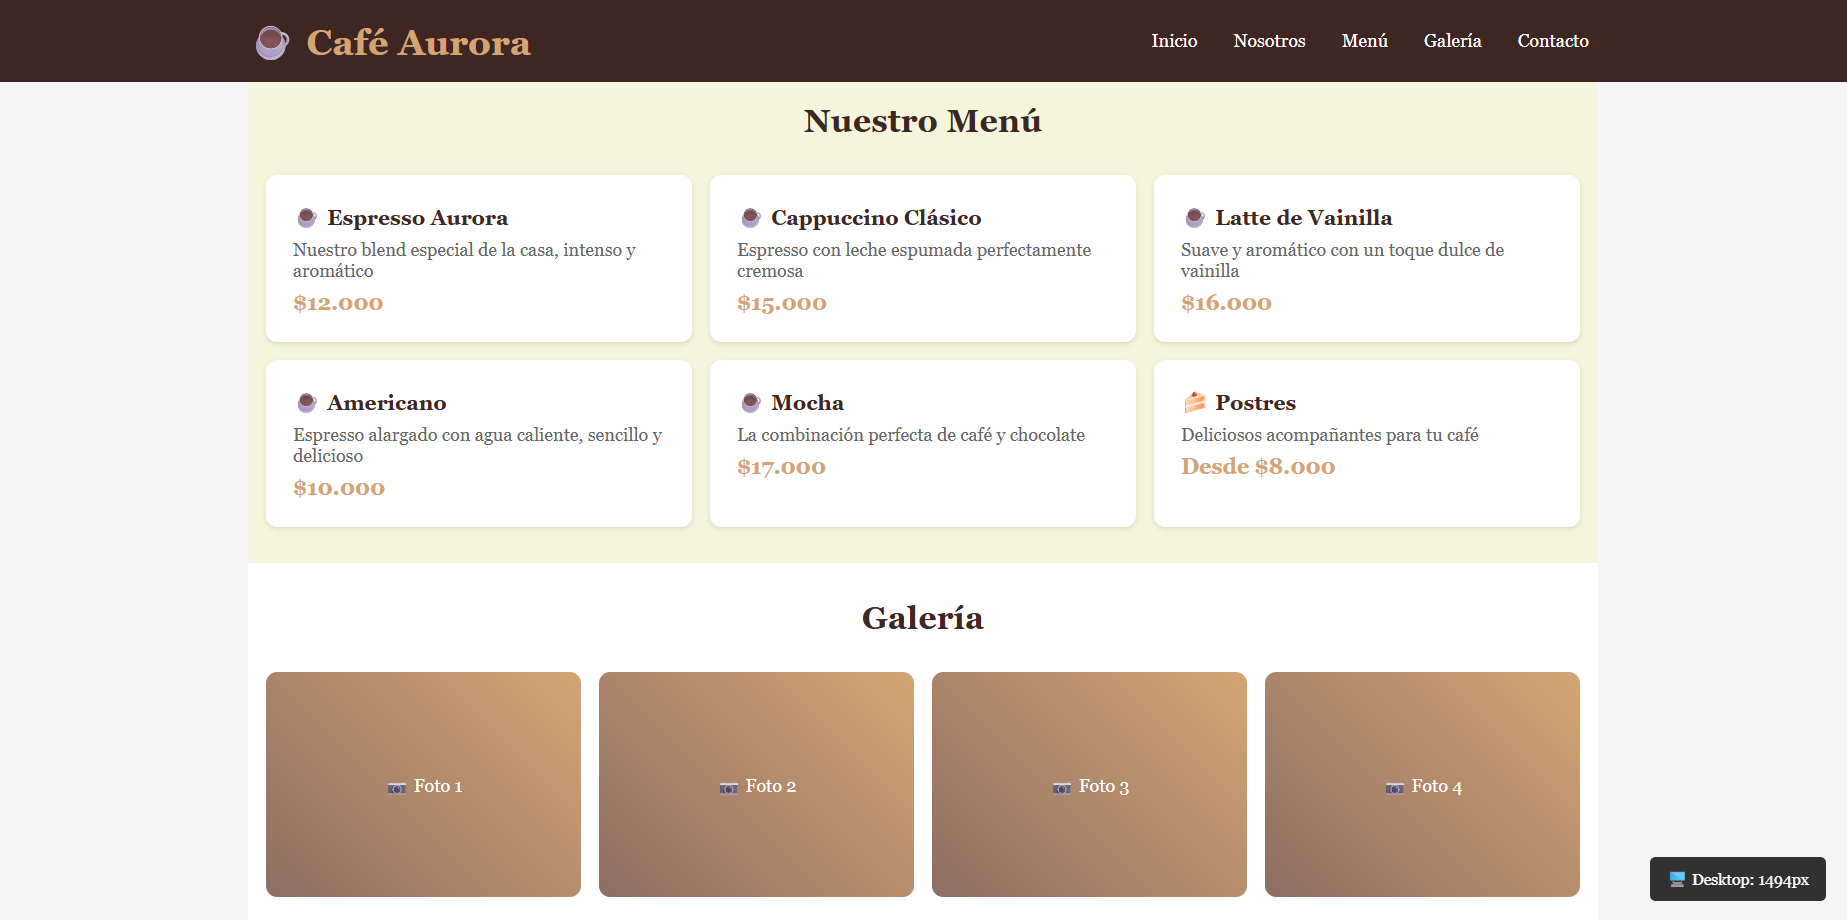 Café Aurora
Inicio Nosotros Menú Galería Contacto
Nuestro Menú
Espresso Aurora
Nuestro blend especial de la casa, intenso y
aromático
$12.000
Cappuccino Clásico
Espresso con leche espumada perfectamente
cremosa
$15.000
Latte de Vainilla
Suave y aromático con un toque dulce de
vainilla
$16.000
Americano
Espresso alargado con agua caliente, sencillo y
delicioso
$10.000
Mocha
La combinación perfecta de café y chocolate
$17.000
Postres
Deliciosos acompañantes para tu café
Desde $8.000
Galería
Foto 1
Foto 2
Foto 3
Foto 4
Desktop: 1494px